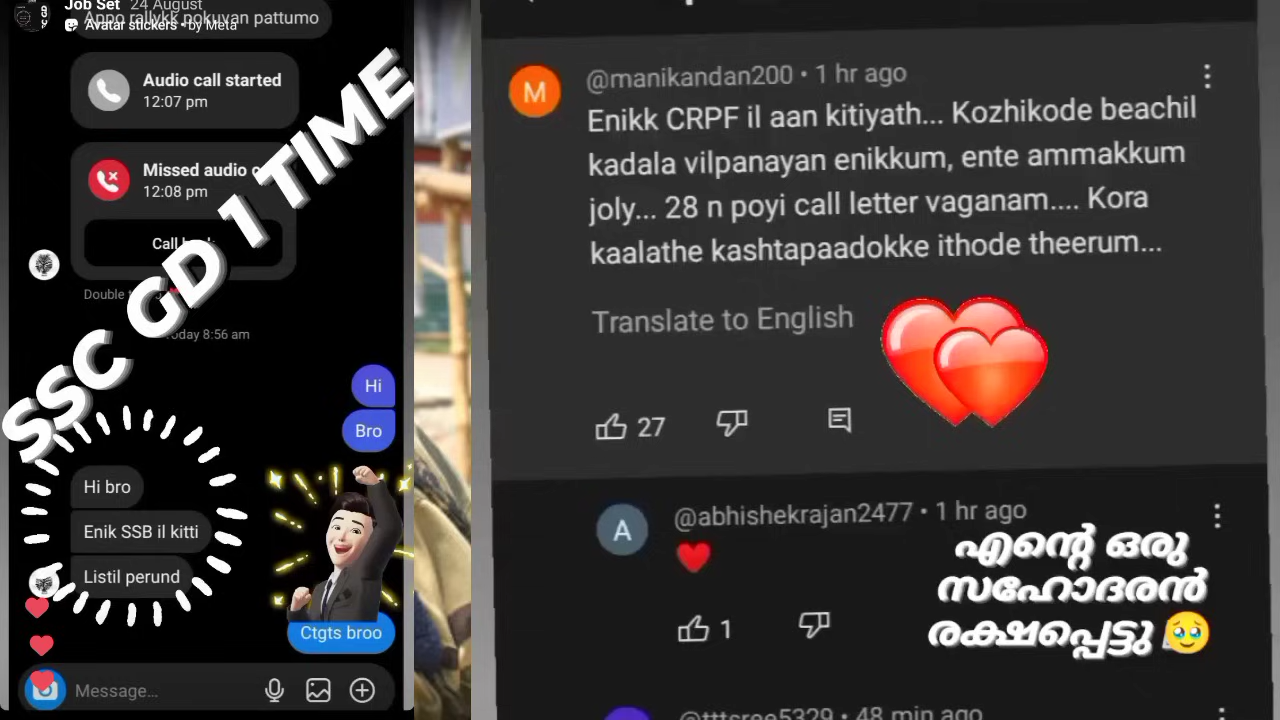 Job Set 24 August
Appo rallykk pokuvan pattumo
Avatar stickers • by Meta
Audio call started
12:07 pm
Missed audio
12:08 pm
Call
Double
8:56 am
Hi
Bro
Hi bro
Enik SSB il kitti
Listil perund
Ctgts broo
Message…
SSC GD 1 TIME
@manikandan200 • 1 hr ago
M
Enikk CRPF il aan kitiyath... Kozhikode beachil
kadala vilpanayan enikkum, ente ammakkum
joly... 28 n poyi call letter vaganam.... Kora
kaalathe kashtapaadokke ithode theerum...
Translate to English
27
@abhishekrajan2477 • 1 hr ago
A
1
എന്റെ ഒരു
സഹോദരൻ
രക്ഷപ്പെട്ടു
@tttsree5329 • 48 min ago